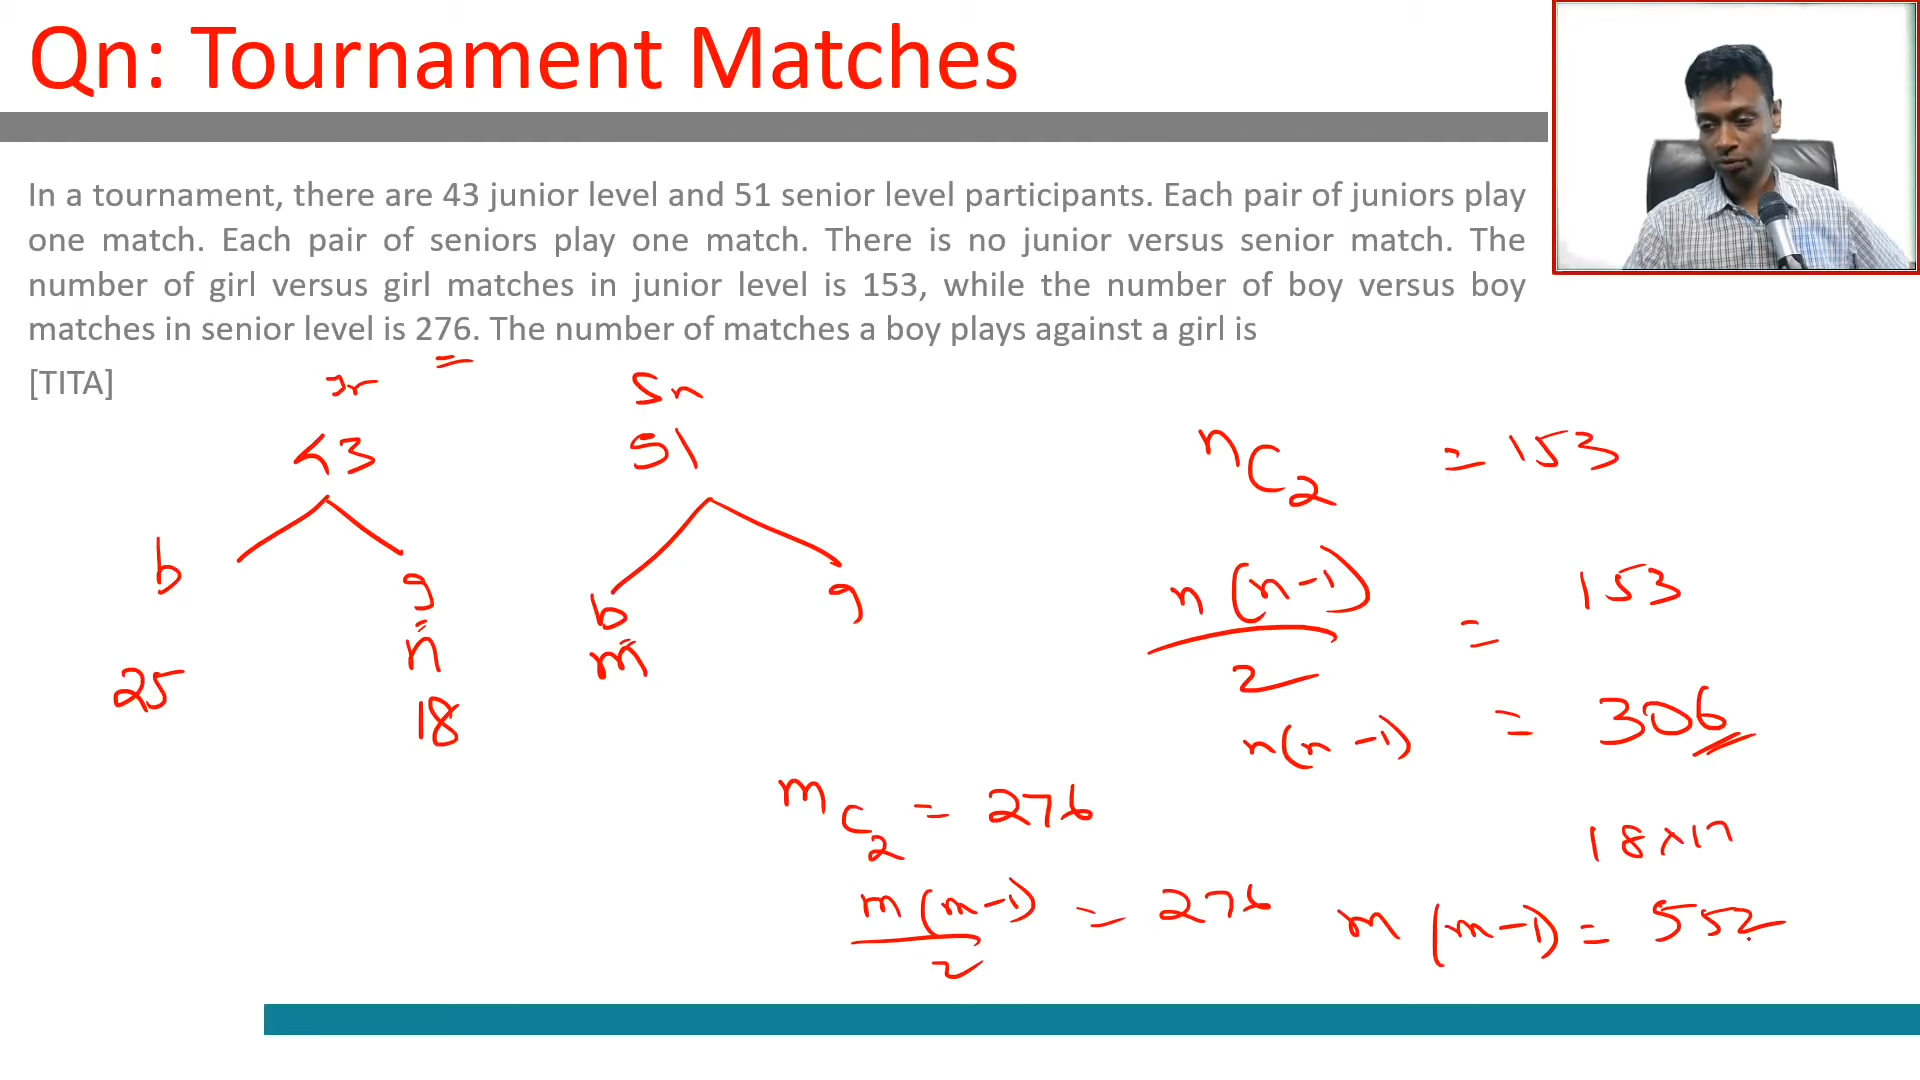 Qn: Tournament Matches
In a tournament, there are 43 junior level and 51 senior level participants. Each pair of juniors play
one match. Each pair of seniors play one match. There is no junior versus senior match. The
number of girl versus girl matches in junior level is 153, while the number of boy versus boy
matches in senior level is 276. The number of matches a boy plays against a girl is
[TITA]
Jr Sn
43 51
b g b g
n m
25 18
nC2 = 153
n(n-1)/2 = 153
n(n-1) = 306
18×17
mC2 = 276
m(m-1)/2 = 276
m(m-1) = 552